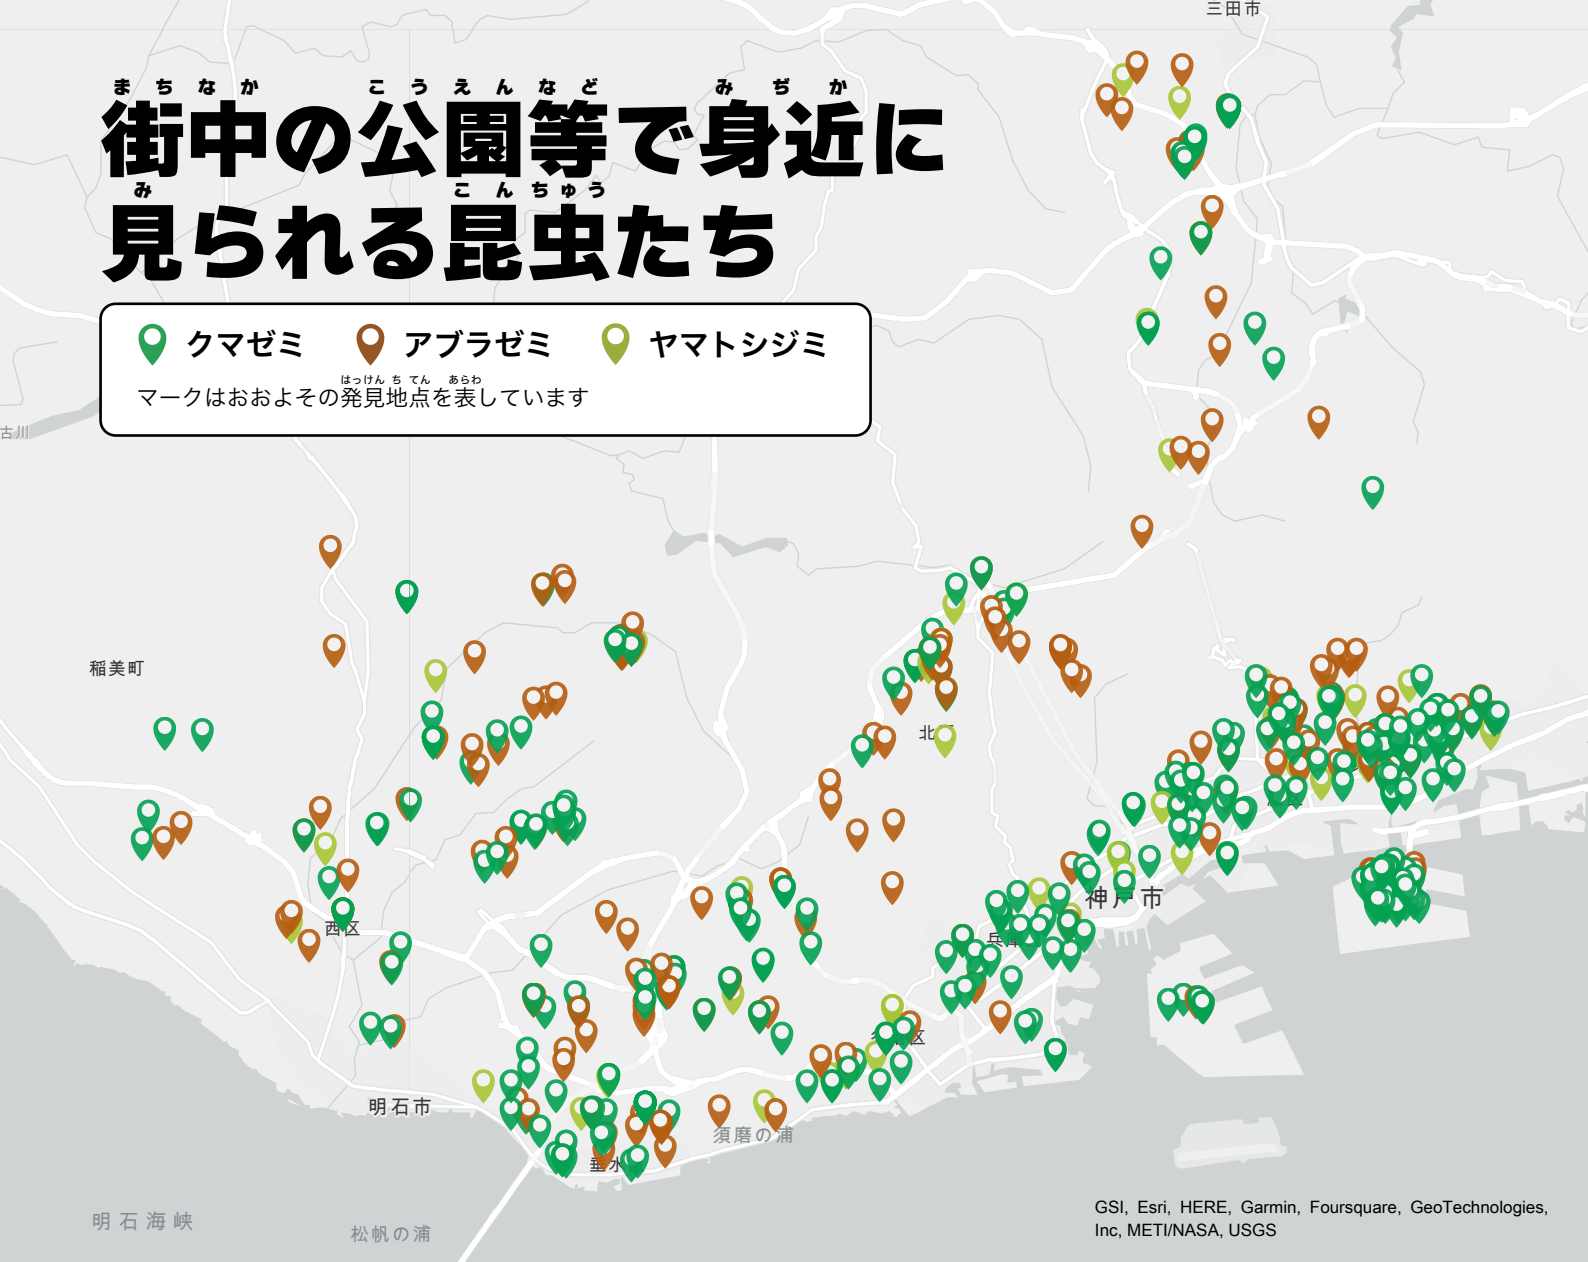 三田市
まちなか こうえんなど みぢか
街中の公園等で身近に
み こんちゅう
見られる昆虫たち
クマゼミ アブラゼミ ヤマトシジミ
はっけん ち てん あらわ
マークはおおよその発見地点を表しています
古川
稲美町
北
神戸市
西区
兵
区
明石市
須磨の浦
垂水
明石海峡
松帆の浦
GSI, Esri, HERE, Garmin, Foursquare, GeoTechnologies,
Inc, METI/NASA, USGS